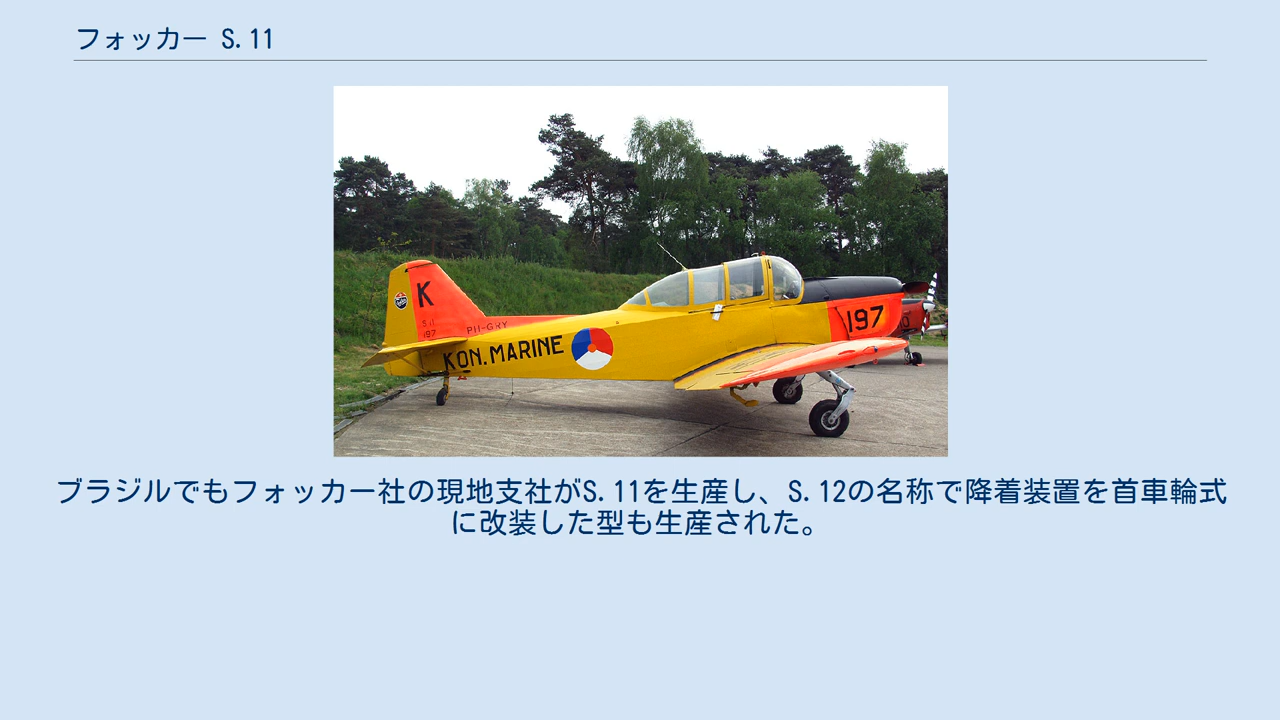 フォッカー S.11
K
S.11
197
PH-GRY
KON.MARINE
197
ブラジルでもフォッカー社の現地支社がS.11を生産し、S.12の名称で降着装置を首車輪式
に改装した型も生産された。